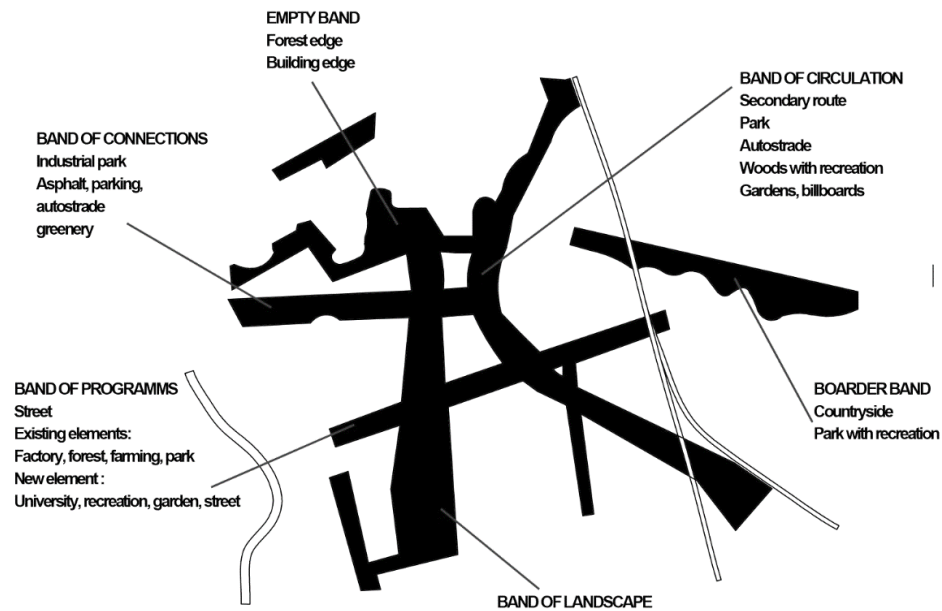 EMPTY BAND
Forest edge
Building edge
BAND OF CIRCULATION
Secondary route
Park
Autostrade
Woods with recreation
Gardens, billboards
BAND OF CONNECTIONS
Industrial park
Asphalt, parking,
autostrade
greenery
BAND OF PROGRAMMS
Street
Existing elements:
Factory, forest, farming, park
New element :
University, recreation, garden, street
BOARDER BAND
Countryside
Park with recreation
BAND OF LANDSCAPE